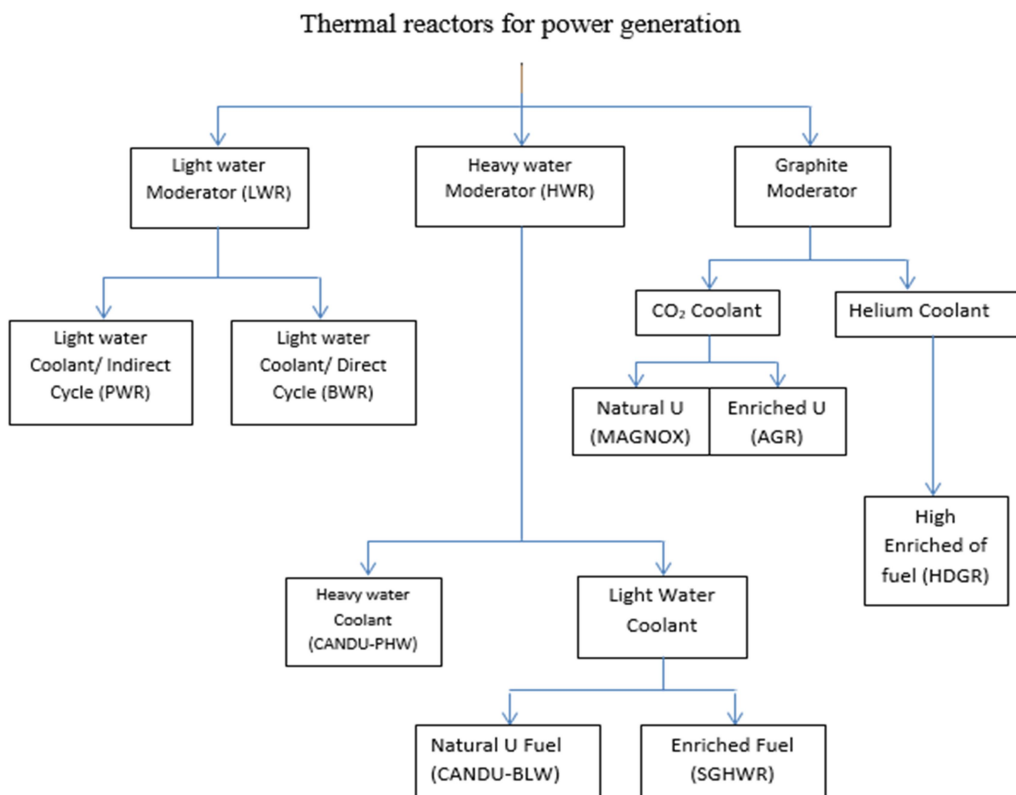 Thermal reactors for power generation
Light water
Moderator (LWR)
Heavy water
Moderator (HWR)
Graphite
Moderator
Light water
Coolant/ Indirect
Cycle (PWR)
Light water
Coolant/ Direct
Cycle (BWR)
CO₂ Coolant
Helium Coolant
Natural U
(MAGNOX)
Enriched U
(AGR)
High
Enriched of
fuel (HDGR)
Heavy water
Coolant
(CANDU-PHW)
Light Water
Coolant
Natural U Fuel
(CANDU-BLW)
Enriched Fuel
(SGHWR)